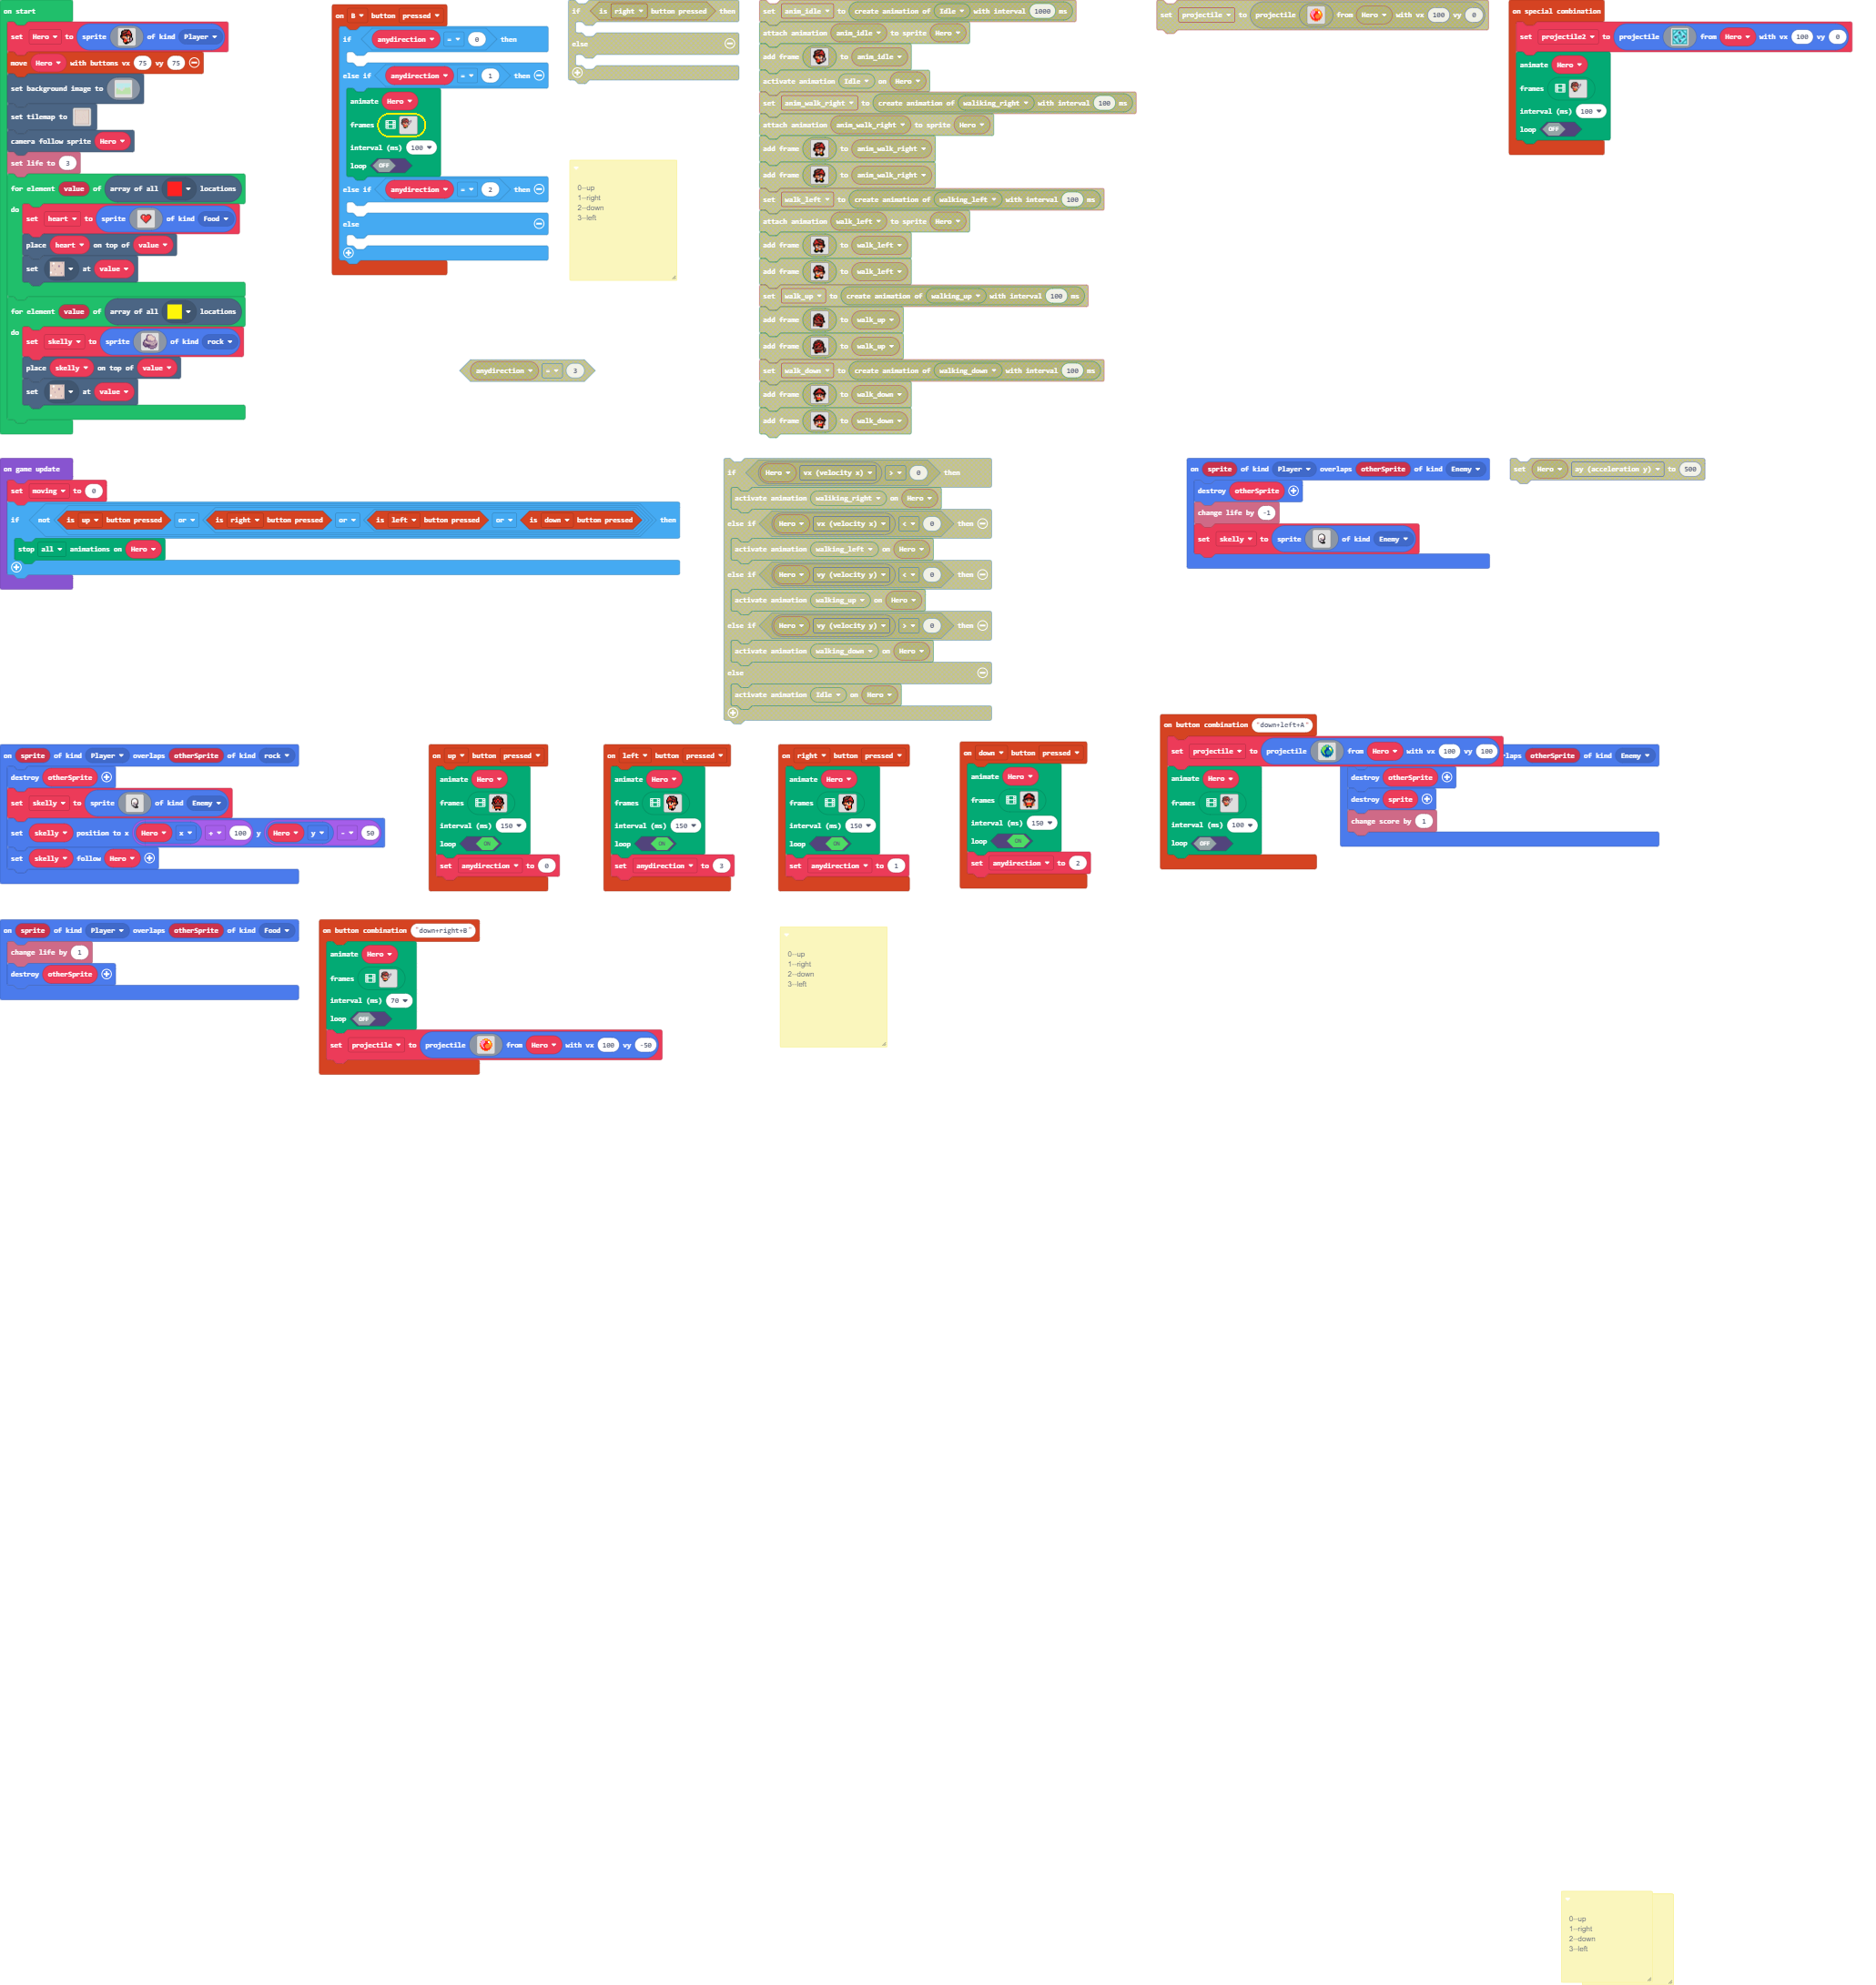 on start
set Hero to sprite of kind Player
move Hero with buttons vx 75 vy 75
set background image to
set tilemap to
camera follow sprite Hero
set life to 3
for element value of array of all locations
do
set heart to sprite of kind Food
place heart on top of value
set at value
for element value of array of all locations
do
set skelly to sprite of kind rock
place skelly on top of value
set at value
on B button pressed
if anydirection = 0 then
else if anydirection = 1 then
animate Hero
frames
interval (ms) 100
loop OFF
else if anydirection = 2 then
else
if is right button pressed then
else
0--up
1--right
2--down
3--left
anydirection = 3
set anim_idle to create animation of Idle with interval 1000 ms
attach animation anim_idle to sprite Hero
add frame to anim_idle
activate animation Idle on Hero
set anim_walk_right to create animation of waliking_right with interval 100 ms
attach animation anim_walk_right to sprite Hero
add frame to anim_walk_right
add frame to anim_walk_right
set walk_left to create animation of walking_left with interval 100 ms
attach animation walk_left to sprite Hero
add frame to walk_left
add frame to walk_left
set walk_up to create animation of walking_up with interval 100 ms
add frame to walk_up
add frame to walk_up
set walk_down to create animation of walking_down with interval 100 ms
add frame to walk_down
add frame to walk_down
set projectile to projectile from Hero with vx 100 vy 0
on special combination
set projectile2 to projectile from Hero with vx 100 vy 0
animate Hero
frames
interval (ms) 100
loop OFF
on game update
set moving to 0
if not is up button pressed or is right button pressed or is left button pressed or is down button pressed then
stop all animations on Hero
if Hero vx (velocity x) > 0 then
activate animation waliking_right on Hero
else if Hero vx (velocity x) < 0 then
activate animation walking_left on Hero
else if Hero vy (velocity y) < 0 then
activate animation walking_up on Hero
else if Hero vy (velocity y) > 0 then
activate animation walking_down on Hero
else
activate animation Idle on Hero
on sprite of kind Player overlaps otherSprite of kind Enemy
destroy otherSprite
change life by -1
set skelly to sprite of kind Enemy
set Hero ay (acceleration y) to 500
on sprite of kind Player overlaps otherSprite of kind rock
destroy otherSprite
set skelly to sprite of kind Enemy
set skelly position to x Hero x + 100 y Hero y - 50
set skelly follow Hero
on up button pressed
animate Hero
frames
interval (ms) 150
loop ON
set anydirection to 0
on left button pressed
animate Hero
frames
interval (ms) 150
loop ON
set anydirection to 3
on right button pressed
animate Hero
frames
interval (ms) 150
loop ON
set anydirection to 1
on down button pressed
animate Hero
frames
interval (ms) 150
loop ON
set anydirection to 2
on button combination "down+left+A"
set projectile to projectile from Hero with vx 100 vy 100
animate Hero
frames
interval (ms) 100
loop OFF
laps otherSprite of kind Enemy
destroy otherSprite
destroy sprite
change score by 1
on sprite of kind Player overlaps otherSprite of kind Food
change life by 1
destroy otherSprite
on button combination "down+right+B"
animate Hero
frames
interval (ms) 70
loop OFF
set projectile to projectile from Hero with vx 100 vy -50
0--up
1--right
2--down
3--left
0--up
1--right
2--down
3--left